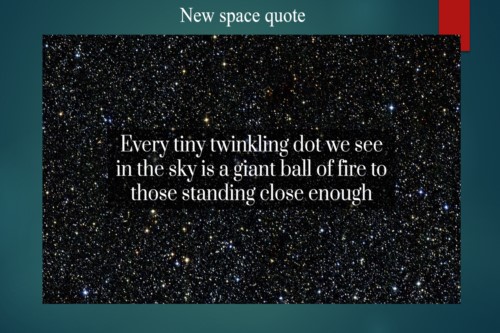 New space quote
Every tiny twinkling dot we see
in the sky is a giant ball of fire to
those standing close enough